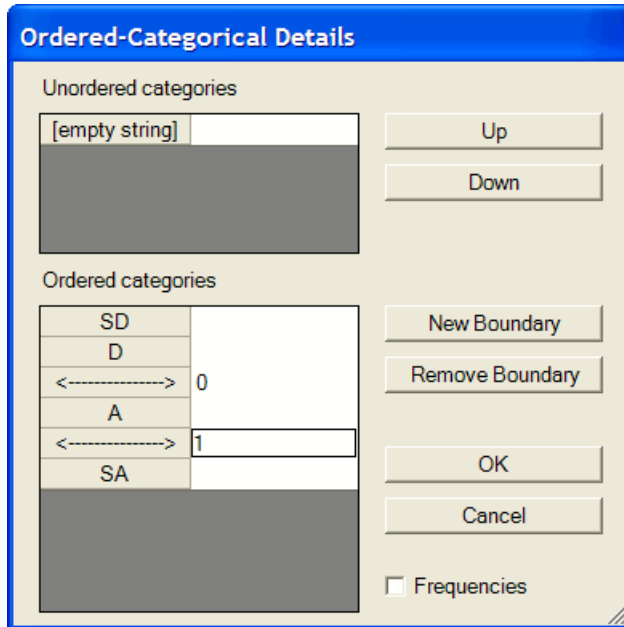 Ordered-Categorical Details
Unordered categories
[empty string]
Up
Down
Ordered categories
SD
D
<--------------->  0
A
<--------------->  1
SA
New Boundary
Remove Boundary
OK
Cancel
Frequencies